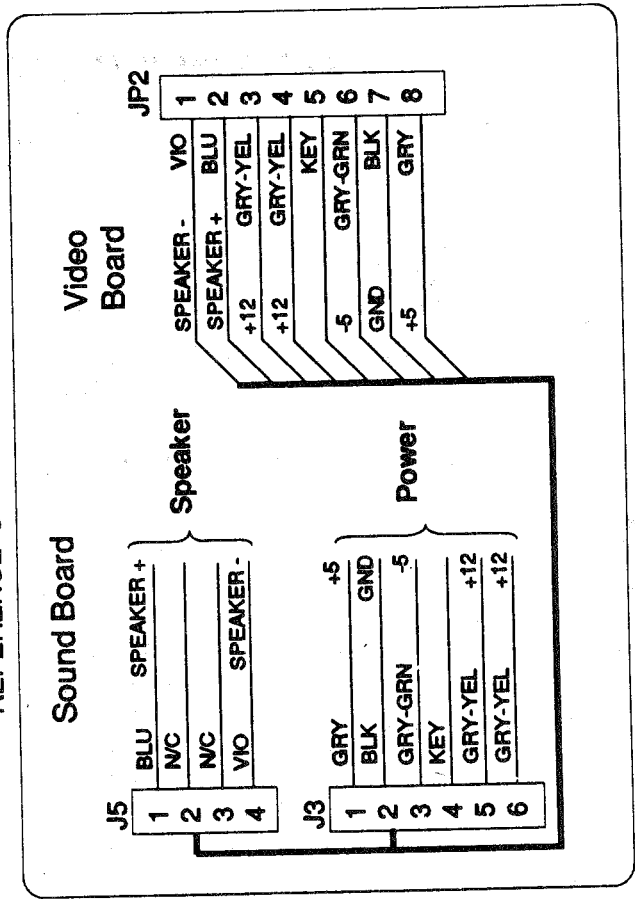 Sound Board
Video
Board
J5
1 BLU SPEAKER +
2 N/C
3 N/C
4 VIO SPEAKER -
Speaker
J3
1 GRY +5
2 BLK GND
3 GRY-GRN -5
4 KEY
5 GRY-YEL +12
6 GRY-YEL +12
Power
JP2
SPEAKER - VIO 1
SPEAKER + BLU 2
+12 GRY-YEL 3
+12 GRY-YEL 4
KEY 5
-5 GRY-GRN 6
GND BLK 7
+5 GRY 8